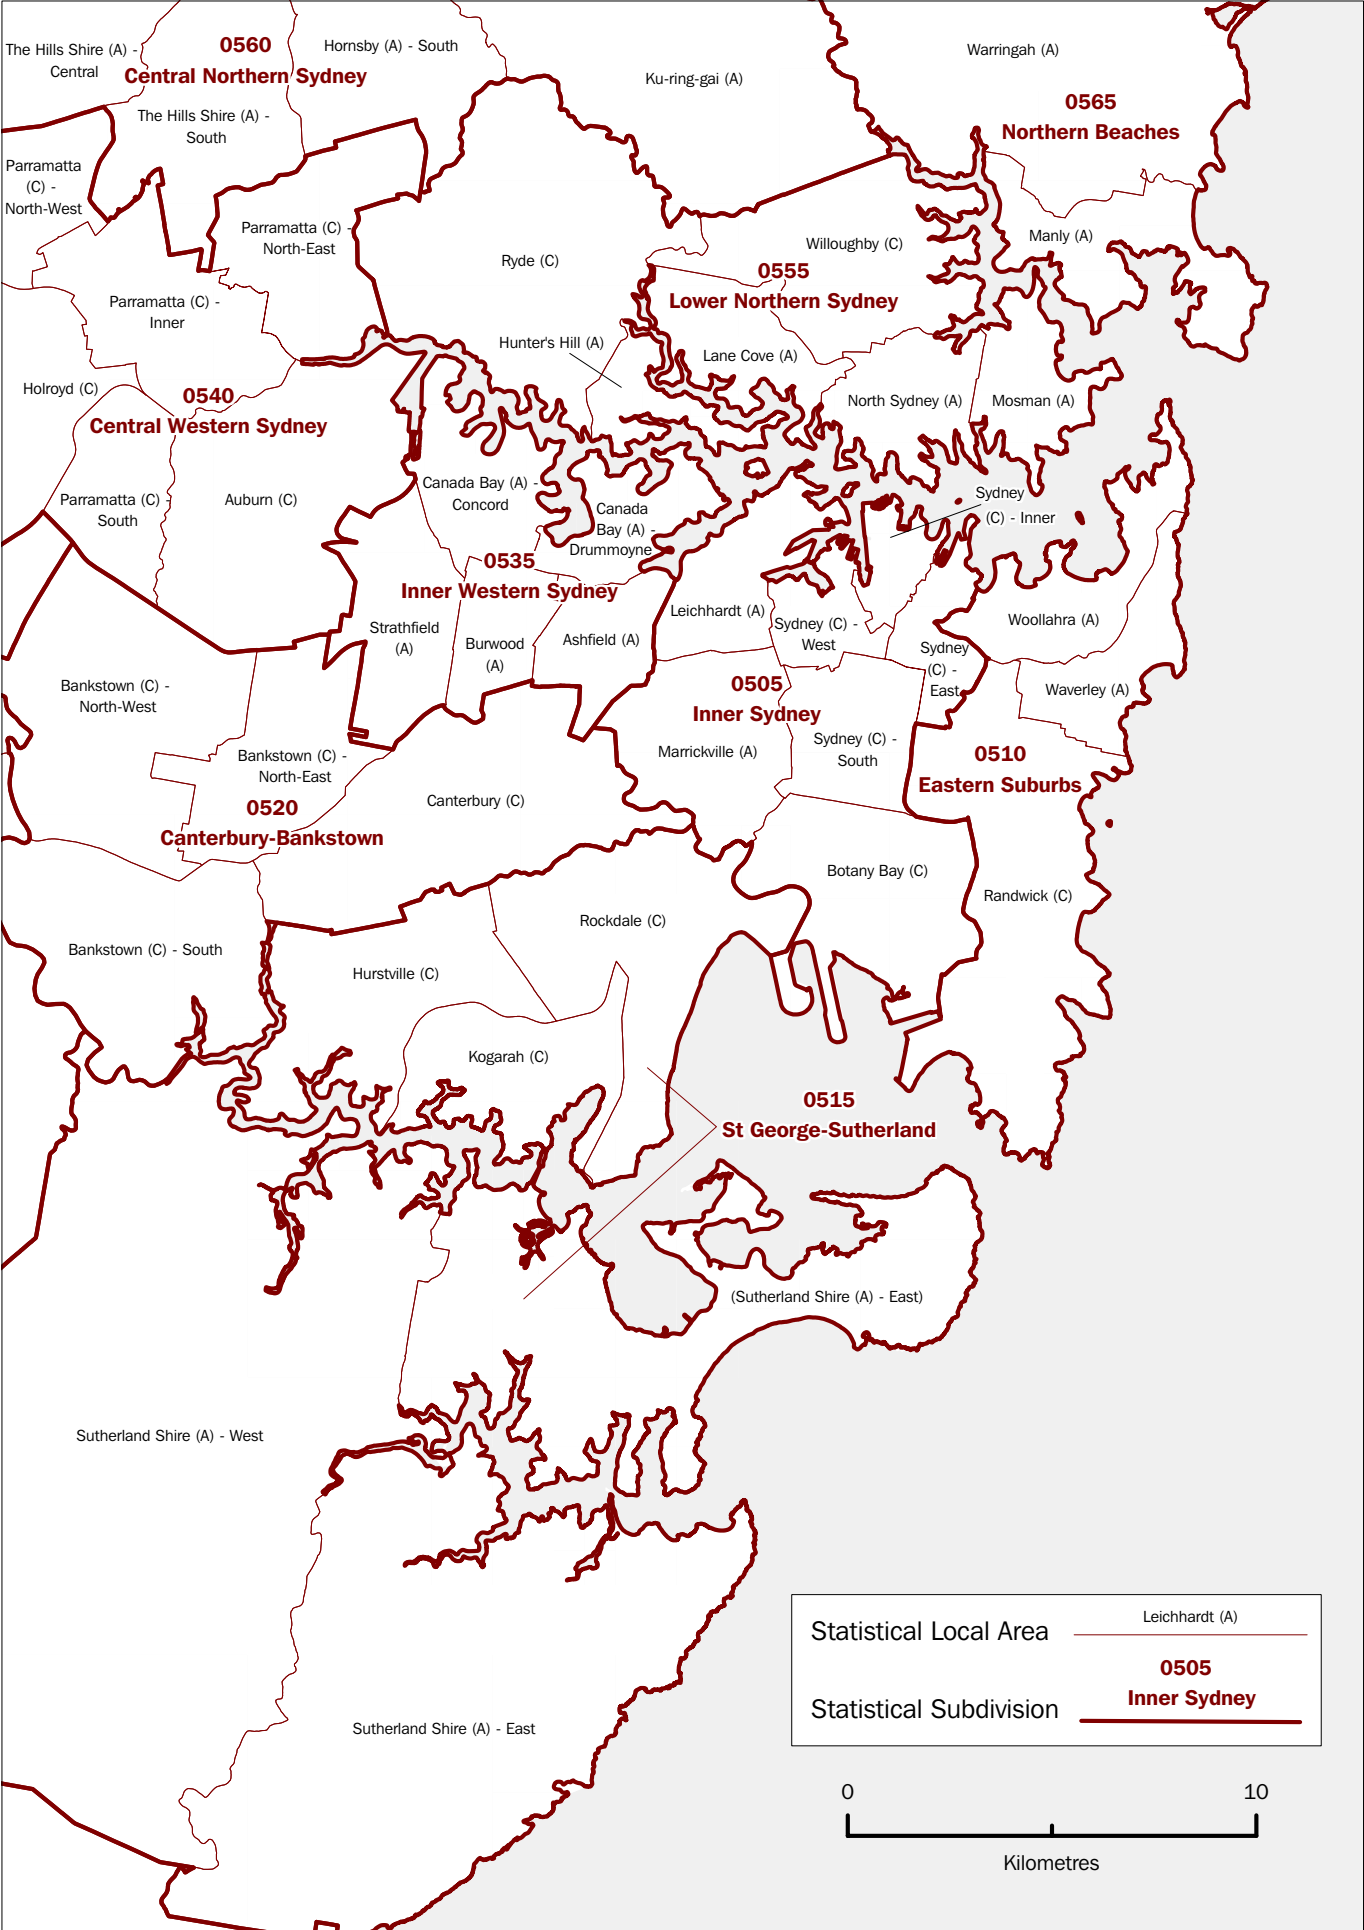 The Hills Shire (A) -
Central
0560
Central Northern Sydney
Hornsby (A) - South
Ku-ring-gai (A)
Warringah (A)
0565
Northern Beaches
The Hills Shire (A) -
South
Parramatta
(C) -
North-West
Parramatta (C) -
North-East
Ryde (C)
Willoughby (C)
Manly (A)
0555
Lower Northern Sydney
Parramatta (C) -
Inner
Hunter's Hill (A)
Lane Cove (A)
Holroyd (C)
0540
Central Western Sydney
North Sydney (A)
Mosman (A)
Parramatta (C) -
South
Auburn (C)
Canada Bay (A) -
Concord
Canada
Bay (A) -
Drummoyne
Sydney
(C) - Inner
0535
Inner Western Sydney
Strathfield
(A)
Burwood
(A)
Ashfield (A)
Leichhardt (A)
Sydney (C) -
West
Sydney
(C) -
East
Woollahra (A)
Waverley (A)
Bankstown (C) -
North-West
0505
Inner Sydney
Marrickville (A)
Sydney (C) -
South
0510
Eastern Suburbs
Bankstown (C) -
North-East
0520
Canterbury-Bankstown
Canterbury (C)
Botany Bay (C)
Randwick (C)
Rockdale (C)
Bankstown (C) - South
Hurstville (C)
Kogarah (C)
0515
St George-Sutherland
(Sutherland Shire (A) - East)
Sutherland Shire (A) - West
Sutherland Shire (A) - East
Statistical Local Area
Leichhardt (A)
Statistical Subdivision
0505
Inner Sydney
0
10
Kilometres